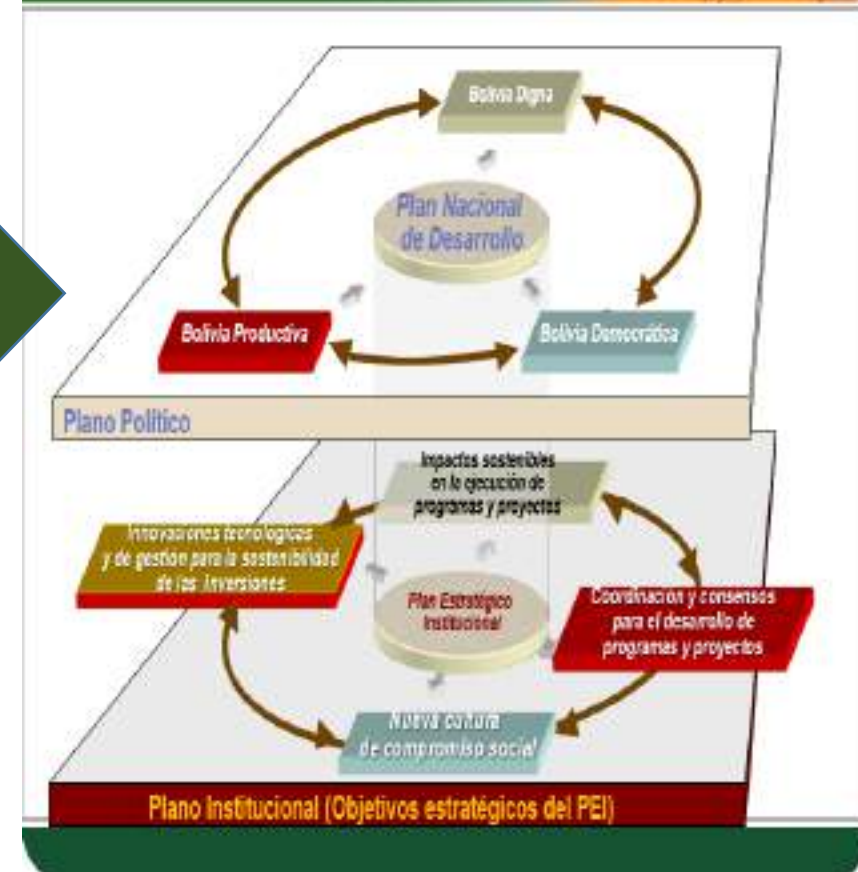 Bolivia Digna
Plan Nacional
de Desarrollo
Bolivia Productiva
Bolivia Democrática
Plano Político
Impactos sostenibles
en la ejecución de
programas y proyectos
Innovaciones tecnologicas
y de gestión para la sostenibilidad
de las inversiones
Plan Estratégico
Institucional
Coordinación y consensos
para el desarrollo de
programas y proyectos
Nueva cultura
de compromiso social
Plano Institucional (Objetivos estratégicos del PEI)